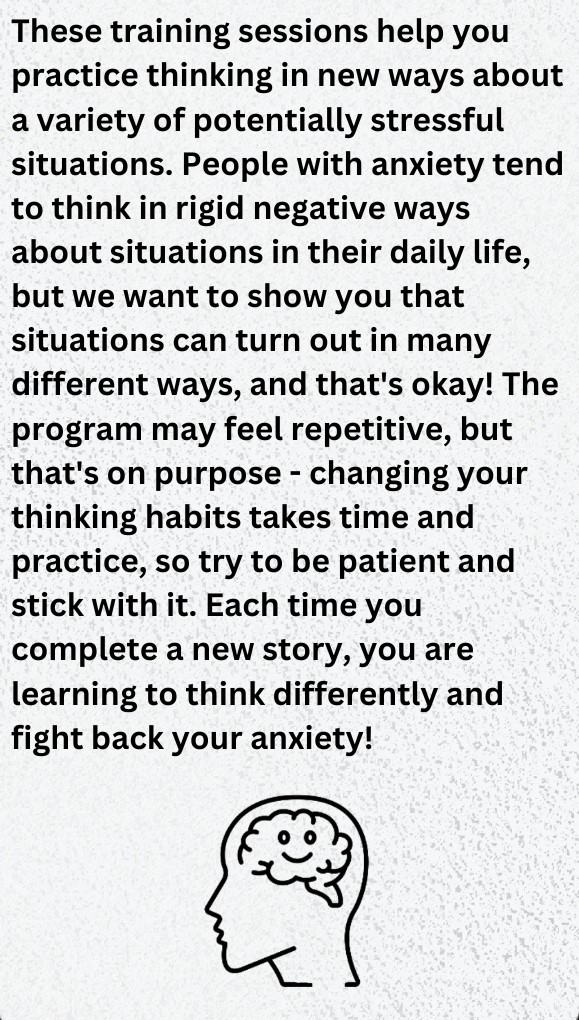 These training sessions help you
practice thinking in new ways about
a variety of potentially stressful
situations. People with anxiety tend
to think in rigid negative ways
about situations in their daily life,
but we want to show you that
situations can turn out in many
different ways, and that's okay! The
program may feel repetitive, but
that's on purpose - changing your
thinking habits takes time and
practice, so try to be patient and
stick with it. Each time you
complete a new story, you are
learning to think differently and
fight back your anxiety!